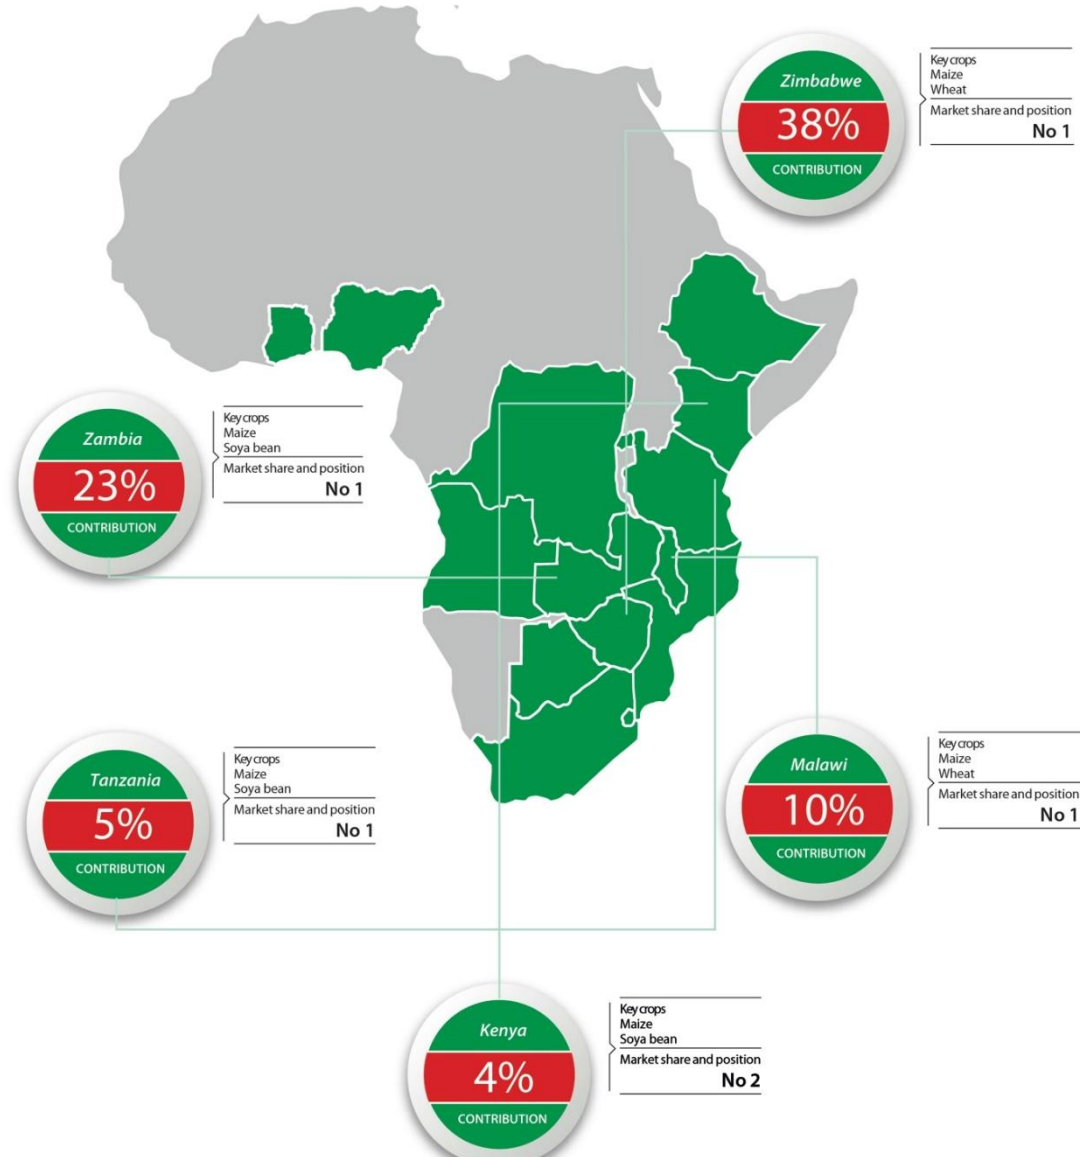 Zimbabwe
38%
CONTRIBUTION
Key crops
Maize
Wheat
Market share and position
No 1
Zambia
23%
CONTRIBUTION
Key crops
Maize
Soya bean
Market share and position
No 1
Tanzania
5%
CONTRIBUTION
Key crops
Maize
Soya bean
Market share and position
No 1
Malawi
10%
CONTRIBUTION
Key crops
Maize
Wheat
Market share and position
No 1
Kenya
4%
CONTRIBUTION
Key crops
Maize
Soya bean
Market share and position
No 2